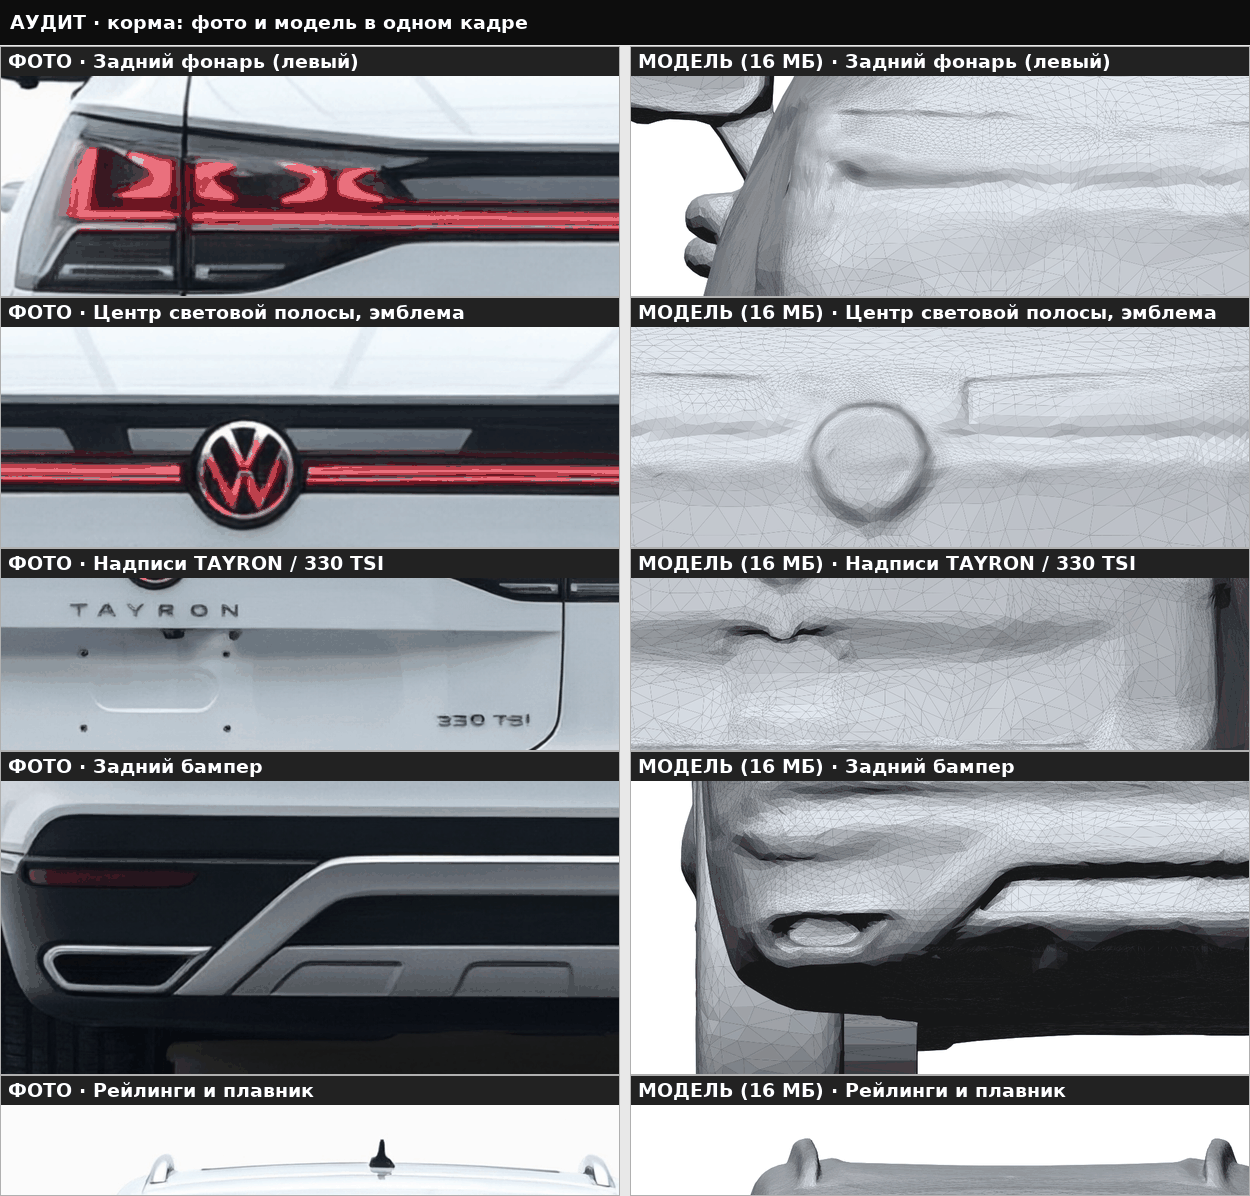 АУДИТ · корма: фото и модель в одном кадре
ФОТО · Задний фонарь (левый)
МОДЕЛЬ (16 МБ) · Задний фонарь (левый)
ФОТО · Центр световой полосы, эмблема
МОДЕЛЬ (16 МБ) · Центр световой полосы, эмблема
ФОТО · Надписи TAYRON / 330 TSI
МОДЕЛЬ (16 МБ) · Надписи TAYRON / 330 TSI
TAYRON
330 TSI
ФОТО · Задний бампер
МОДЕЛЬ (16 МБ) · Задний бампер
ФОТО · Рейлинги и плавник
МОДЕЛЬ (16 МБ) · Рейлинги и плавник